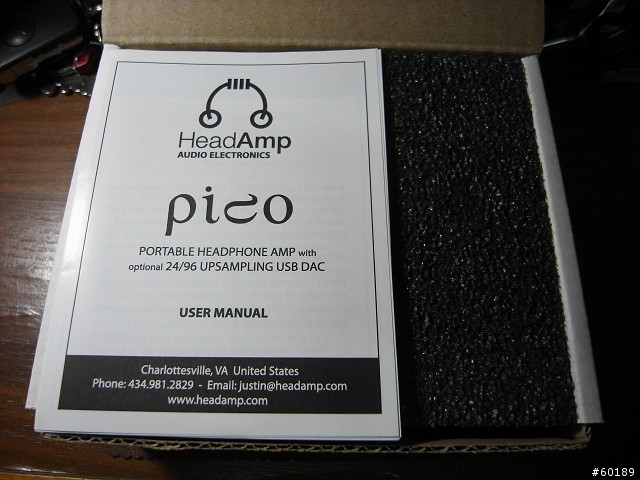 HeadAmp
AUDIO ELECTRONICS
pico
PORTABLE HEADPHONE AMP with
optional 24/96 UPSAMPLING USB DAC
USER MANUAL
Charlottesville, VA United States
Phone: 434.981.2829 - Email: justin@headamp.com
www.headamp.com
#60189